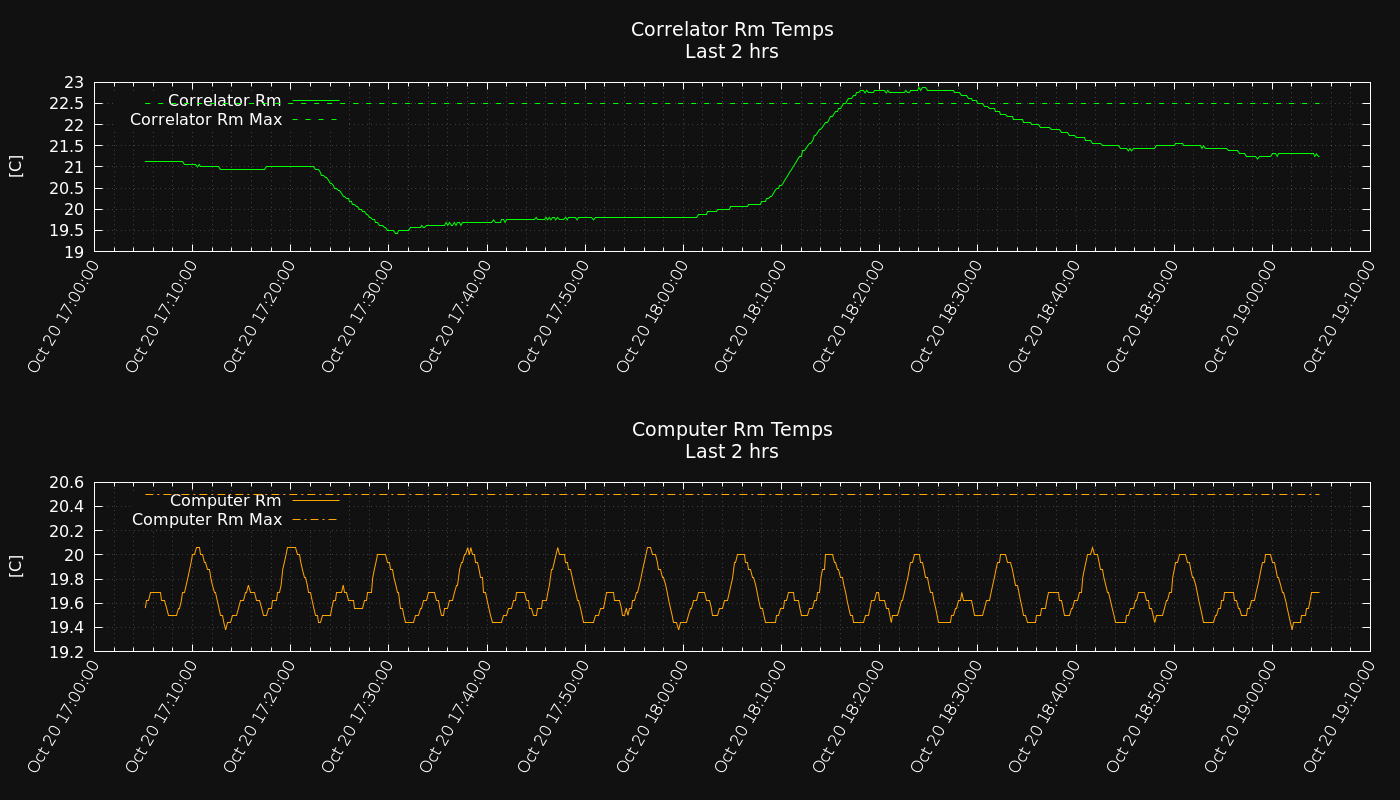 Correlator Rm Temps
Last 2 hrs
23
22.5
22
21.5
21
20.5
20
19.5
19
[C]
Correlator Rm
Correlator Rm Max
Oct 20 17:00:00
Oct 20 17:10:00
Oct 20 17:20:00
Oct 20 17:30:00
Oct 20 17:40:00
Oct 20 17:50:00
Oct 20 18:00:00
Oct 20 18:10:00
Oct 20 18:20:00
Oct 20 18:30:00
Oct 20 18:40:00
Oct 20 18:50:00
Oct 20 19:00:00
Oct 20 19:10:00
Computer Rm Temps
Last 2 hrs
20.6
20.4
20.2
20
19.8
19.6
19.4
19.2
[C]
Computer Rm
Computer Rm Max
Oct 20 17:00:00
Oct 20 17:10:00
Oct 20 17:20:00
Oct 20 17:30:00
Oct 20 17:40:00
Oct 20 17:50:00
Oct 20 18:00:00
Oct 20 18:10:00
Oct 20 18:20:00
Oct 20 18:30:00
Oct 20 18:40:00
Oct 20 18:50:00
Oct 20 19:00:00
Oct 20 19:10:00